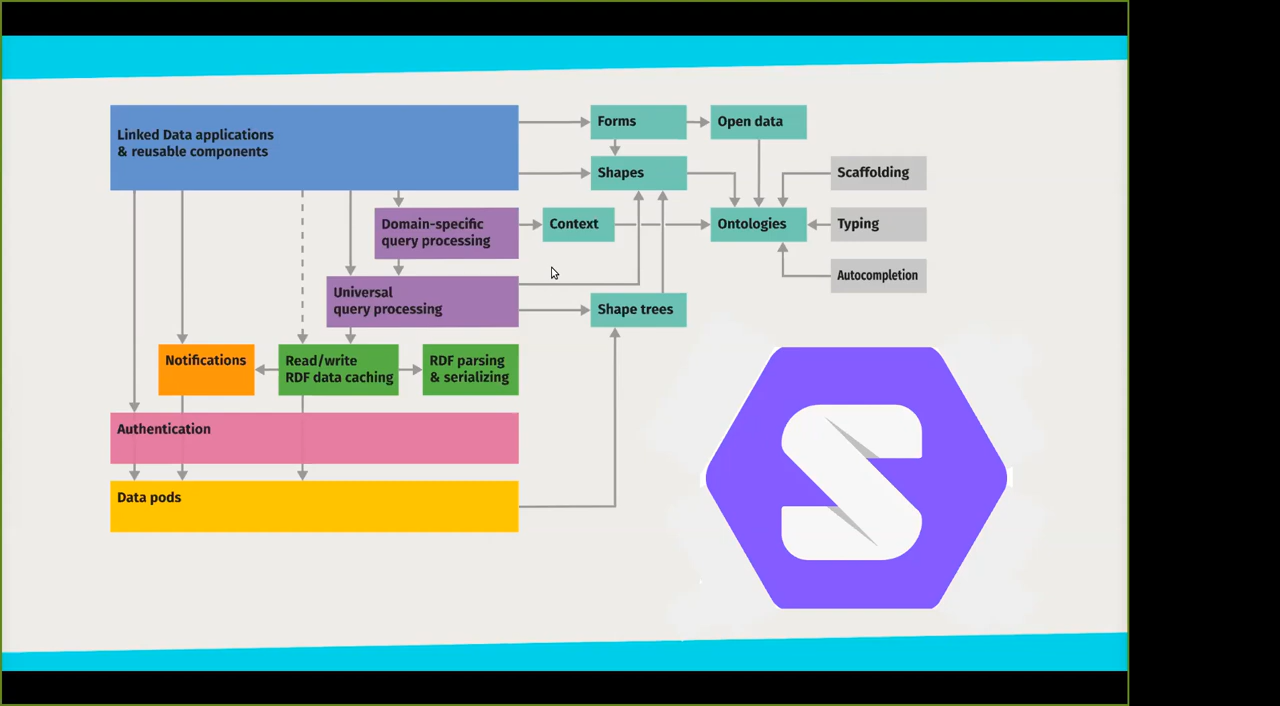 Linked Data applications
& reusable components
Forms
Open data
Shapes
Scaffolding
Domain-specific
query processing
Context
Ontologies
Typing
Autocompletion
Universal
query processing
Shape trees
Notifications
Read/write
RDF data caching
RDF parsing
& serializing
Authentication
Data pods